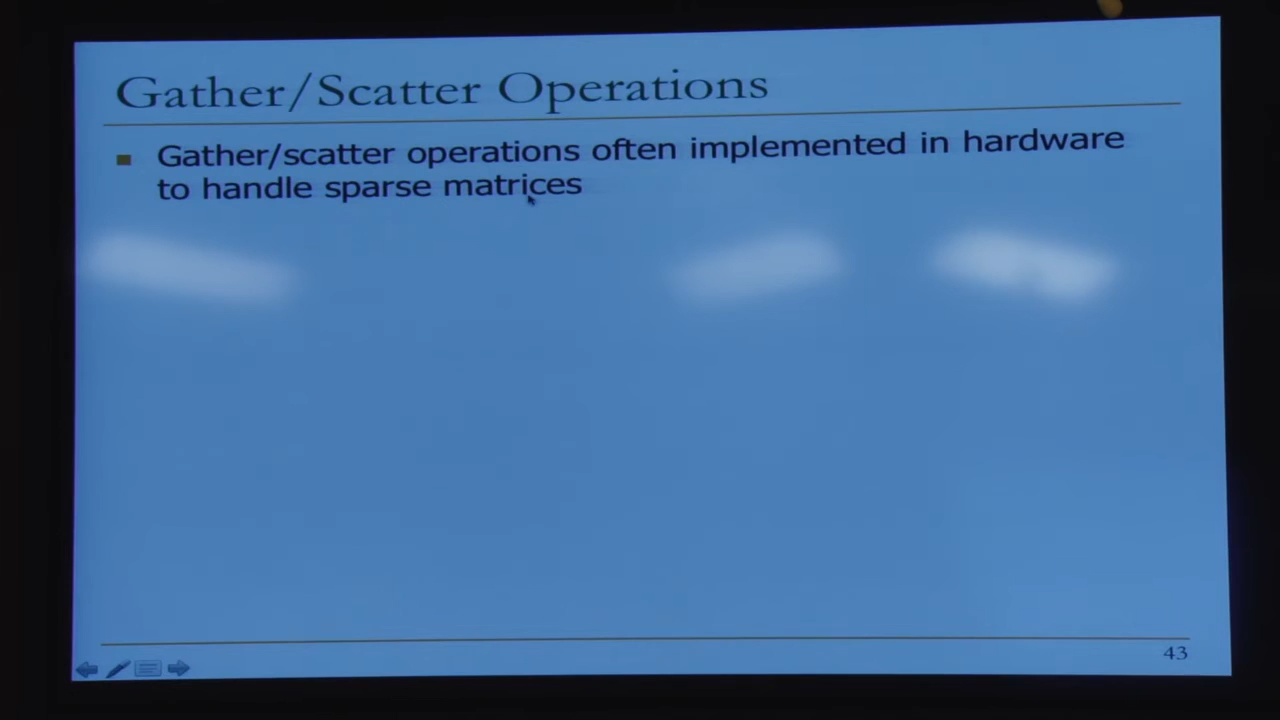 Gather/Scatter Operations
Gather/scatter operations often implemented in hardware
to handle sparse matrices
43